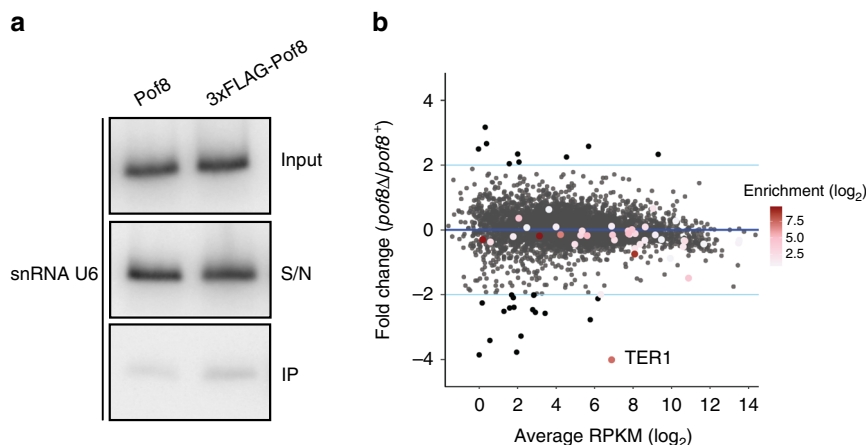 a
Pof8
3xFLAG-Pof8
Input
snRNA U6
S/N
IP
b
4
2
0
−2
−4
Fold change (pof8Δ/pof8⁺)
TER1
0 2 4 6 8 10 12 14
Average RPKM (log₂)
Enrichment (log₂)
7.5
5.0
2.5